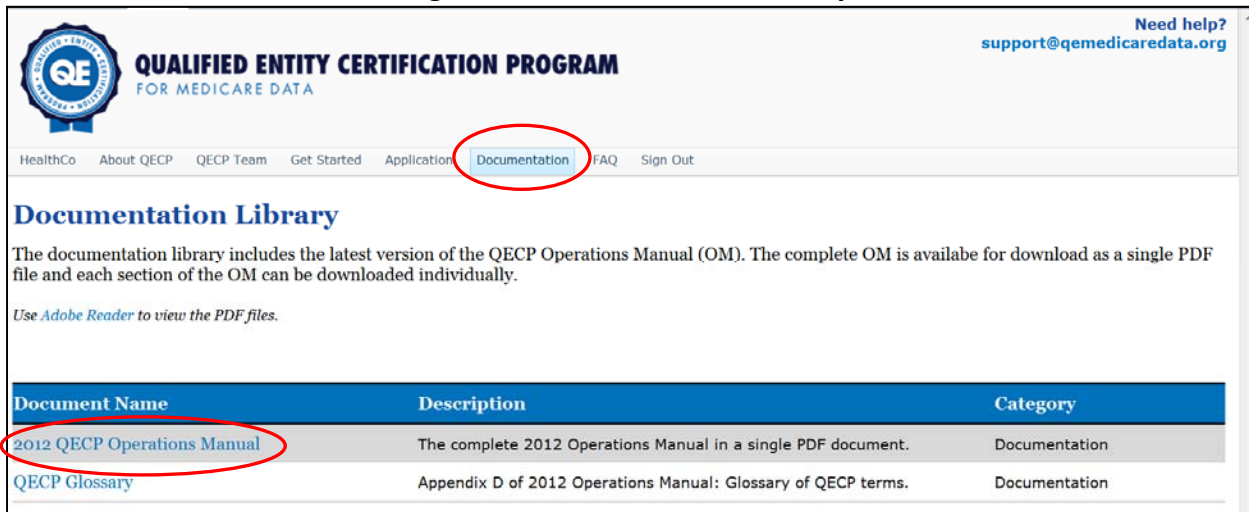 Need help?
support@qemedicaredata.org
QE
QUALIFIED ENTITY CERTIFICATION PROGRAM
FOR MEDICARE DATA
HealthCo About QECP QECP Team Get Started Application Documentation FAQ Sign Out
Documentation Library
The documentation library includes the latest version of the QECP Operations Manual (OM). The complete OM is availabe for download as a single PDF
file and each section of the OM can be downloaded individually.
Use Adobe Reader to view the PDF files.
Document Name Description Category
2012 QECP Operations Manual The complete 2012 Operations Manual in a single PDF document. Documentation
QECP Glossary Appendix D of 2012 Operations Manual: Glossary of QECP terms. Documentation